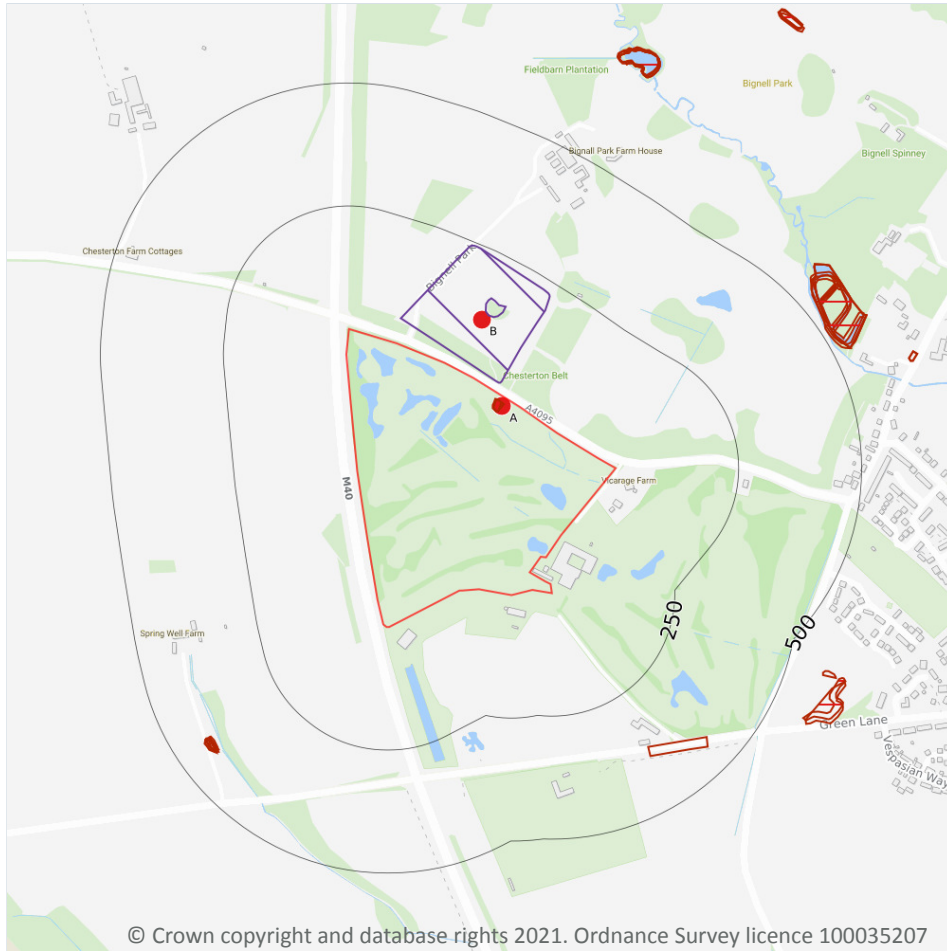 Fieldbarn Plantation
Bignell Park
Bignall Park Farm House
Bignell Spinney
Chesterton Farm Cottages
Bignell Park
B
Chesterton Belt
A4095
A
M40
Vicarage Farm
250
500
Spring Well Farm
Green Lane
Vespasian Way
© Crown copyright and database rights 2021. Ordnance Survey licence 100035207